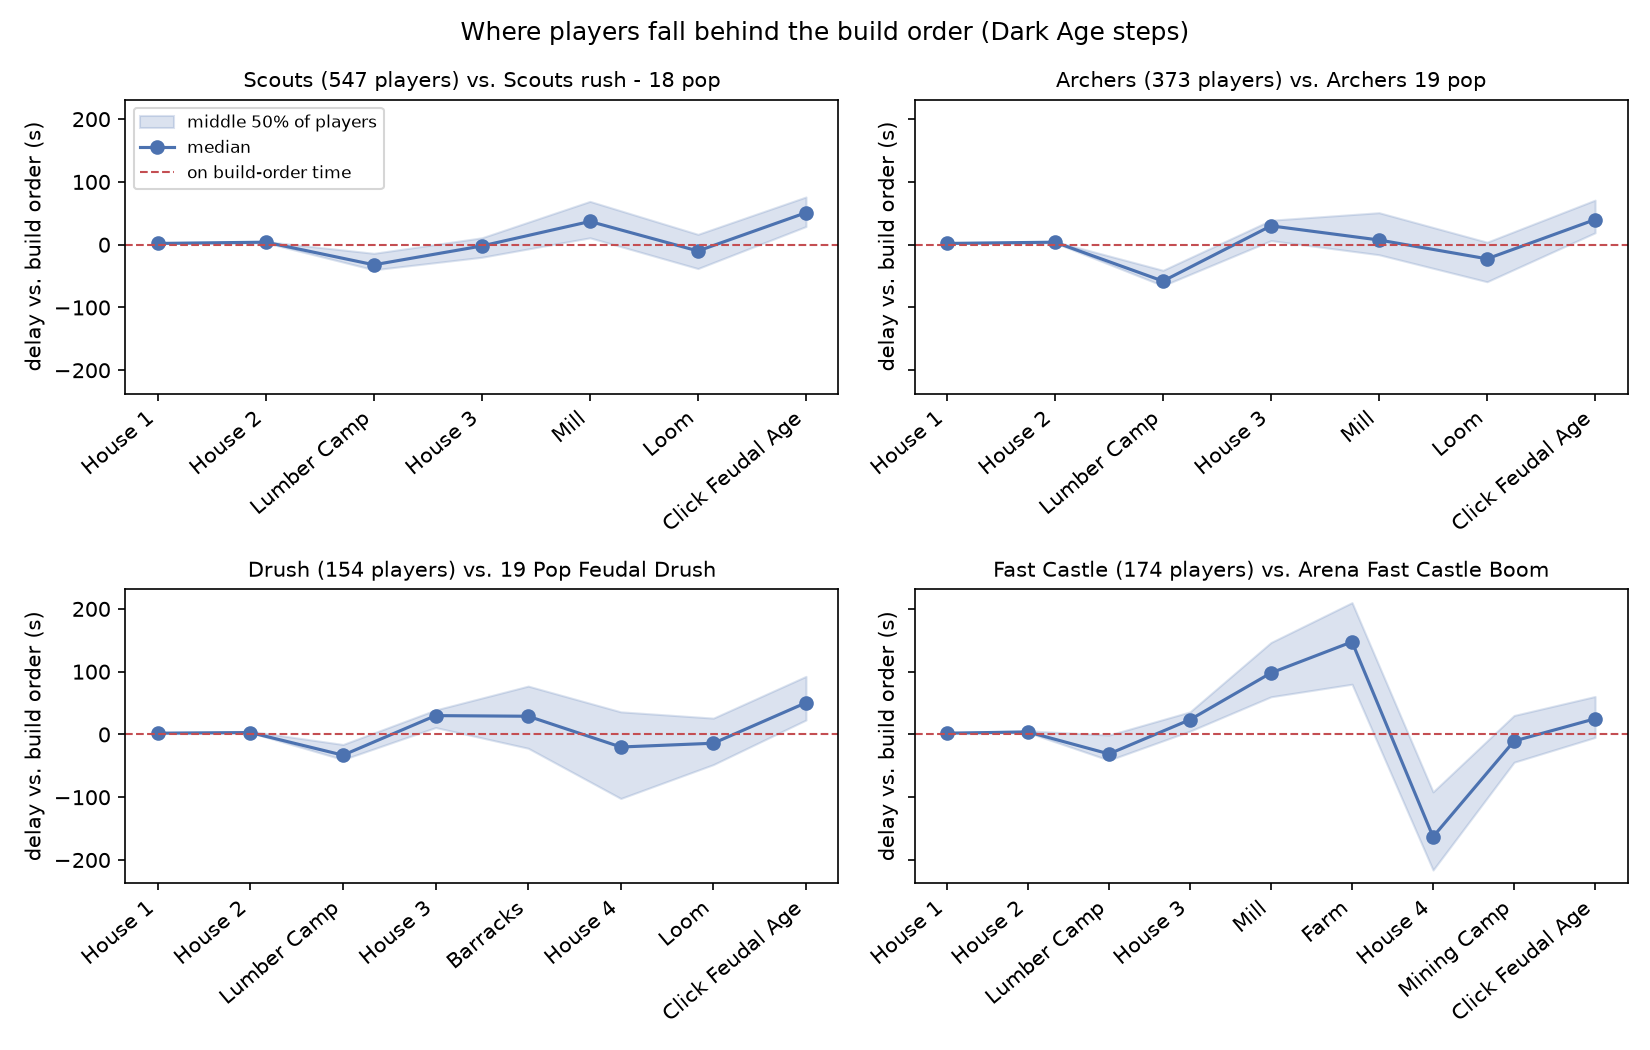 Where players fall behind the build order (Dark Age steps)
Scouts (547 players) vs. Scouts rush - 18 pop
delay vs. build order (s)
200
100
0
−100
−200
middle 50% of players
median
on build-order time
House 1
House 2
Lumber Camp
House 3
Mill
Loom
Click Feudal Age
Archers (373 players) vs. Archers 19 pop
delay vs. build order (s)
House 1
House 2
Lumber Camp
House 3
Mill
Loom
Click Feudal Age
Drush (154 players) vs. 19 Pop Feudal Drush
delay vs. build order (s)
200
100
0
−100
−200
House 1
House 2
Lumber Camp
House 3
Barracks
House 4
Loom
Click Feudal Age
Fast Castle (174 players) vs. Arena Fast Castle Boom
delay vs. build order (s)
House 1
House 2
Lumber Camp
House 3
Mill
Farm
House 4
Mining Camp
Click Feudal Age